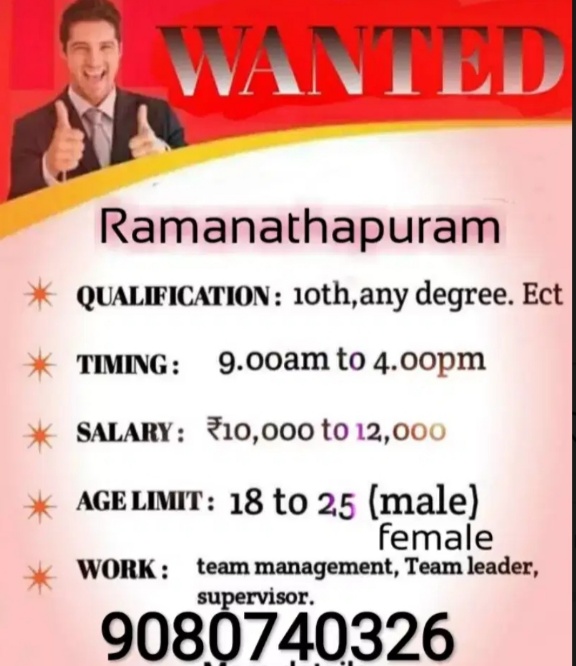 WANTED
Ramanathapuram
QUALIFICATION: 10th,any degree. Ect
TIMING: 9.00am to 4.00pm
SALARY: ₹10,000 to 12,000
AGE LIMIT: 18 to 25 (male)
female
WORK: team management, Team leader,
supervisor.
9080740326